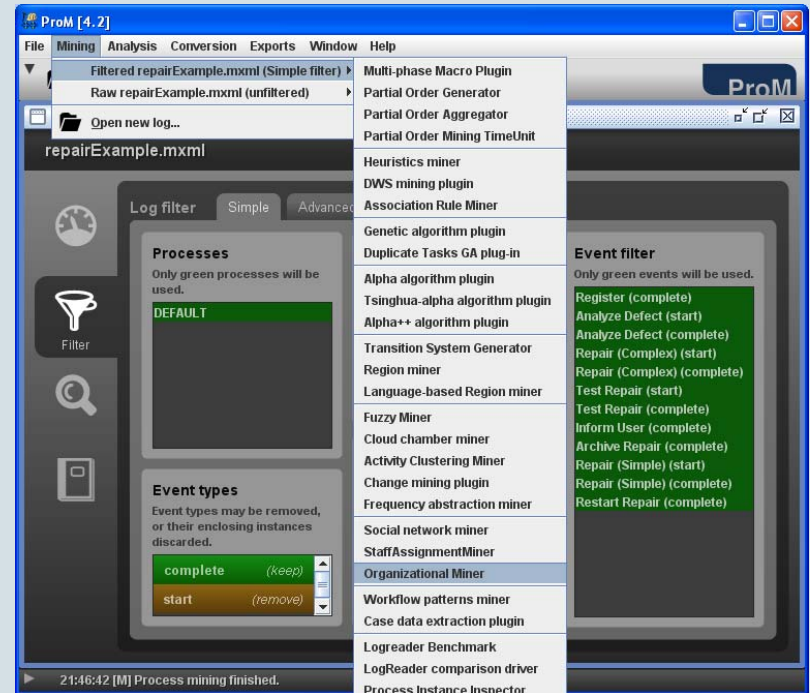 ProM [4.2]
File Mining Analysis Conversion Exports Window Help
Filtered repairExample.mxml (Simple filter)
Raw repairExample.mxml (unfiltered)
Open new log...
Multi-phase Macro Plugin
Partial Order Generator
Partial Order Aggregator
Partial Order Mining TimeUnit
Heuristics miner
DWS mining plugin
Association Rule Miner
Genetic algorithm plugin
Duplicate Tasks GA plug-in
Alpha algorithm plugin
Tsinghua-alpha algorithm plugin
Alpha++ algorithm plugin
Transition System Generator
Region miner
Language-based Region miner
Fuzzy Miner
Cloud chamber miner
Activity Clustering Miner
Change mining plugin
Frequency abstraction miner
Social network miner
StaffAssignmentMiner
Organizational Miner
Workflow patterns miner
Case data extraction plugin
Logreader Benchmark
LogReader comparison driver
Process Instance Inspector
ProM
repairExample.mxml
Filter
Log filter Simple Advanced
Processes
Only green processes will be
used.
DEFAULT
Event types
Event types may be removed,
or their enclosing instances
discarded.
complete (keep)
start (remove)
Event filter
Only green events will be used.
Register (complete)
Analyze Defect (start)
Analyze Defect (complete)
Repair (Complex) (start)
Repair (Complex) (complete)
Test Repair (start)
Test Repair (complete)
Inform User (complete)
Archive Repair (complete)
Repair (Simple) (start)
Repair (Simple) (complete)
Restart Repair (complete)
21:46:42 [M] Process mining finished.